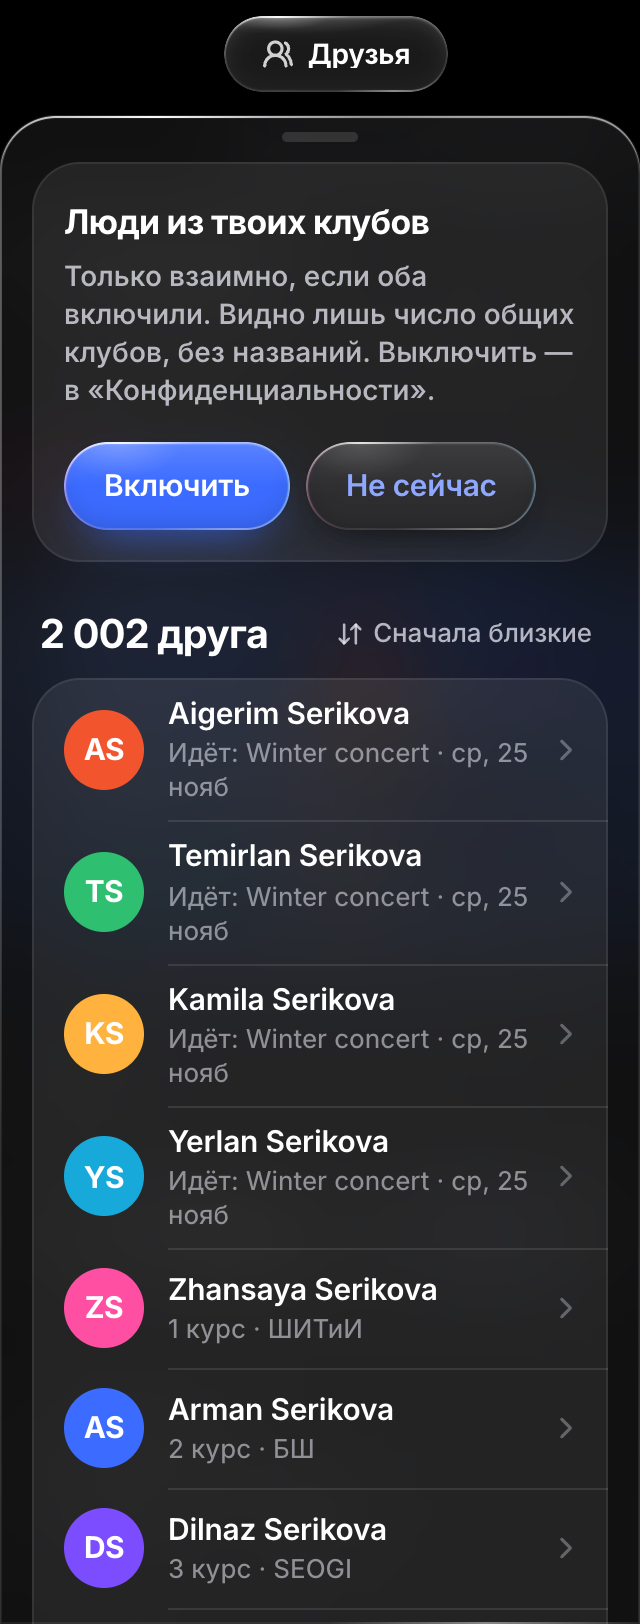 Друзья
Люди из твоих клубов
Только взаимно, если оба
включили. Видно лишь число общих
клубов, без названий. Выключить —
в «Конфиденциальности».
Включить
Не сейчас
2 002 друга
Сначала близкие
AS
Aigerim Serikova
Идёт: Winter concert · ср, 25
нояб
TS
Temirlan Serikova
Идёт: Winter concert · ср, 25
нояб
KS
Kamila Serikova
Идёт: Winter concert · ср, 25
нояб
YS
Yerlan Serikova
Идёт: Winter concert · ср, 25
нояб
ZS
Zhansaya Serikova
1 курс · ШИТиИ
AS
Arman Serikova
2 курс · БШ
DS
Dilnaz Serikova
3 курс · SEOGI